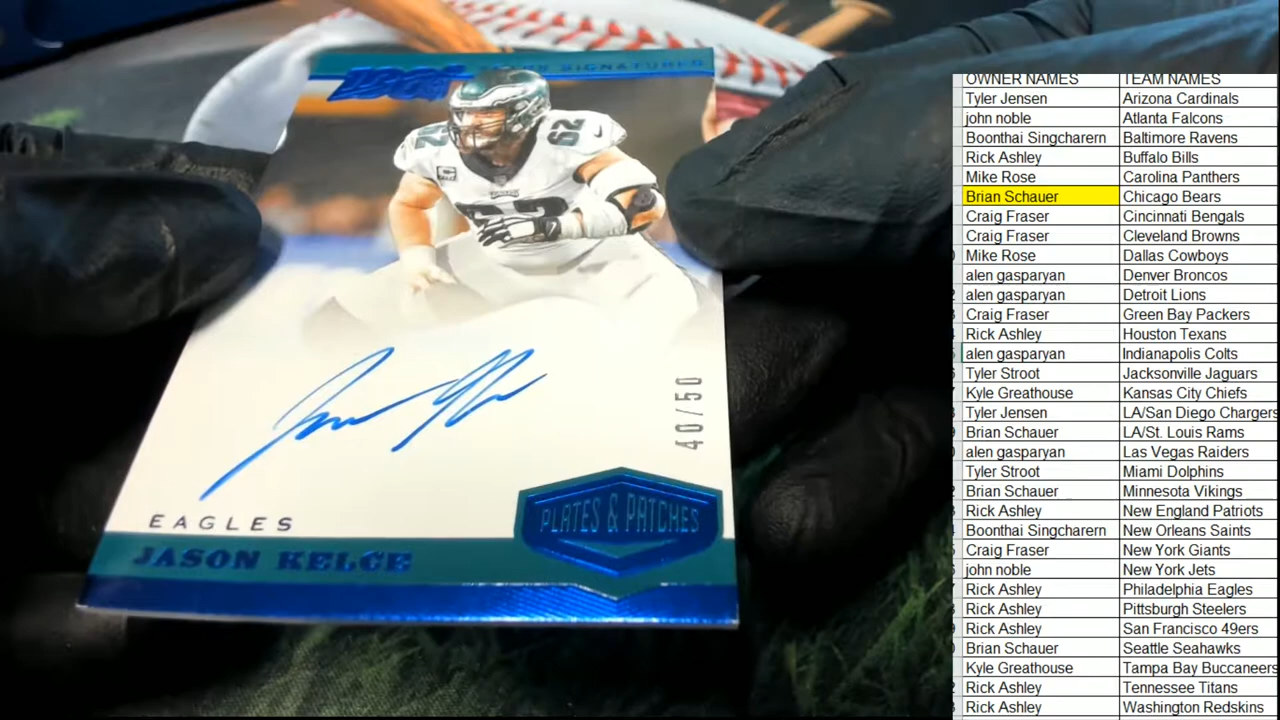 SIGNATURES
62
62
40/50
EAGLES
PLATES & PATCHES
JASON KELCE
OWNER NAMES TEAM NAMES
Tyler Jensen Arizona Cardinals
john noble Atlanta Falcons
Boonthai Singcharern Baltimore Ravens
Rick Ashley Buffalo Bills
Mike Rose Carolina Panthers
Brian Schauer Chicago Bears
Craig Fraser Cincinnati Bengals
Craig Fraser Cleveland Browns
Mike Rose Dallas Cowboys
alen gasparyan Denver Broncos
alen gasparyan Detroit Lions
Craig Fraser Green Bay Packers
Rick Ashley Houston Texans
alen gasparyan Indianapolis Colts
Tyler Stroot Jacksonville Jaguars
Kyle Greathouse Kansas City Chiefs
Tyler Jensen LA/San Diego Chargers
Brian Schauer LA/St. Louis Rams
alen gasparyan Las Vegas Raiders
Tyler Stroot Miami Dolphins
Brian Schauer Minnesota Vikings
Rick Ashley New England Patriots
Boonthai Singcharern New Orleans Saints
Craig Fraser New York Giants
john noble New York Jets
Rick Ashley Philadelphia Eagles
Rick Ashley Pittsburgh Steelers
Rick Ashley San Francisco 49ers
Brian Schauer Seattle Seahawks
Kyle Greathouse Tampa Bay Buccaneers
Rick Ashley Tennessee Titans
Rick Ashley Washington Redskins